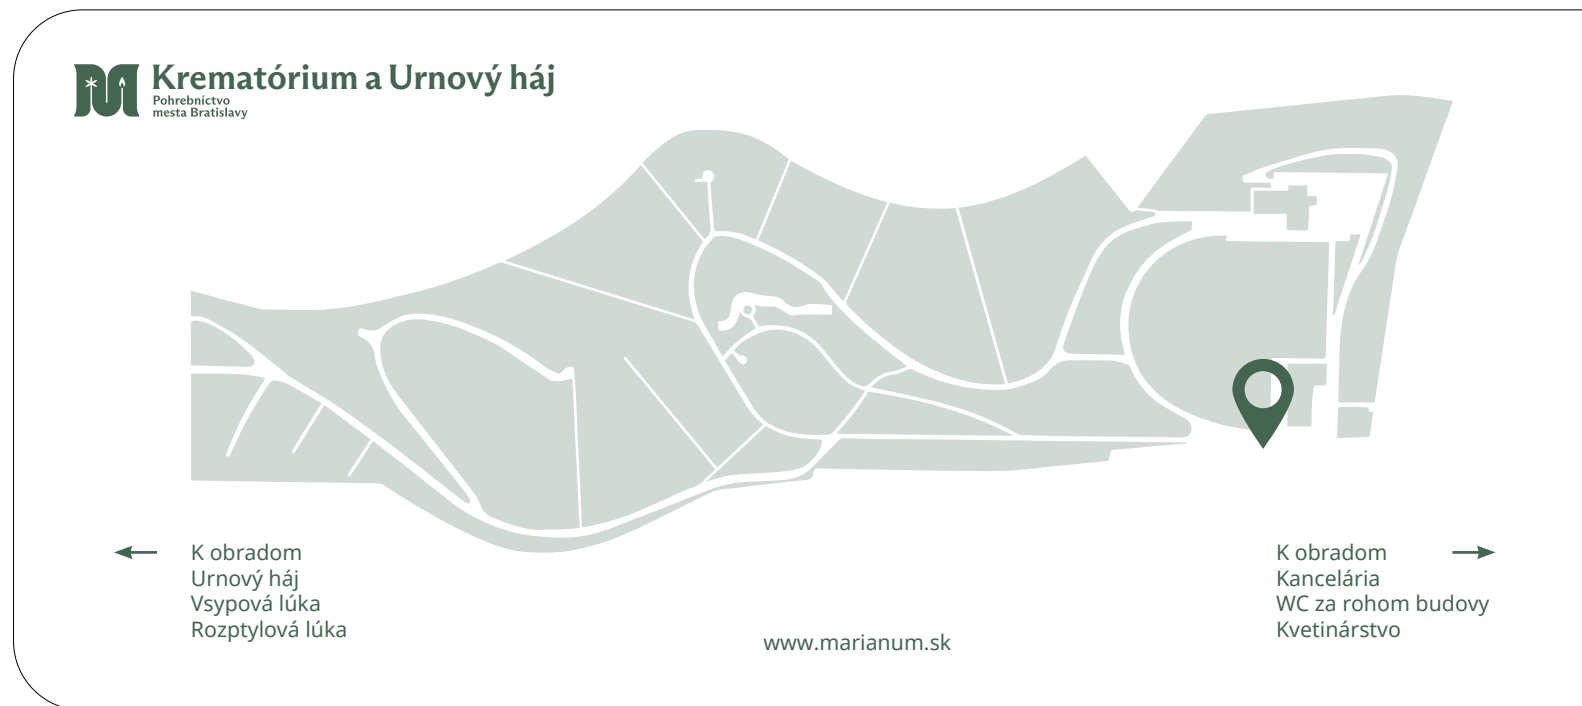 Krematórium a Urnový háj
Pohrebníctvo
mesta Bratislavy
K obradom
Urnový háj
Vsypová lúka
Rozptylová lúka
www.marianum.sk
K obradom
Kancelária
WC za rohom budovy
Kvetinárstvo